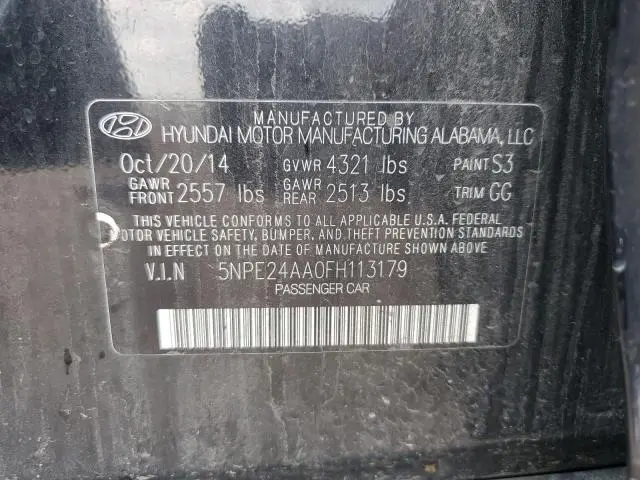 MANUFACTURED BY
HYUNDAI MOTOR MANUFACTURING ALABAMA, LLC
Oct/20/14 GVWR 4321 lbs PAINT S3
GAWR FRONT 2557 lbs GAWR REAR 2513 lbs TRIM GG
THIS VEHICLE CONFORMS TO ALL APPLICABLE U.S.A. FEDERAL
MOTOR VEHICLE SAFETY, BUMPER, AND THEFT PREVENTION STANDARDS
IN EFFECT ON THE DATE OF MANUFACTURE SHOWN ABOVE.
V.I.N 5NPE24AA0FH113179
PASSENGER CAR